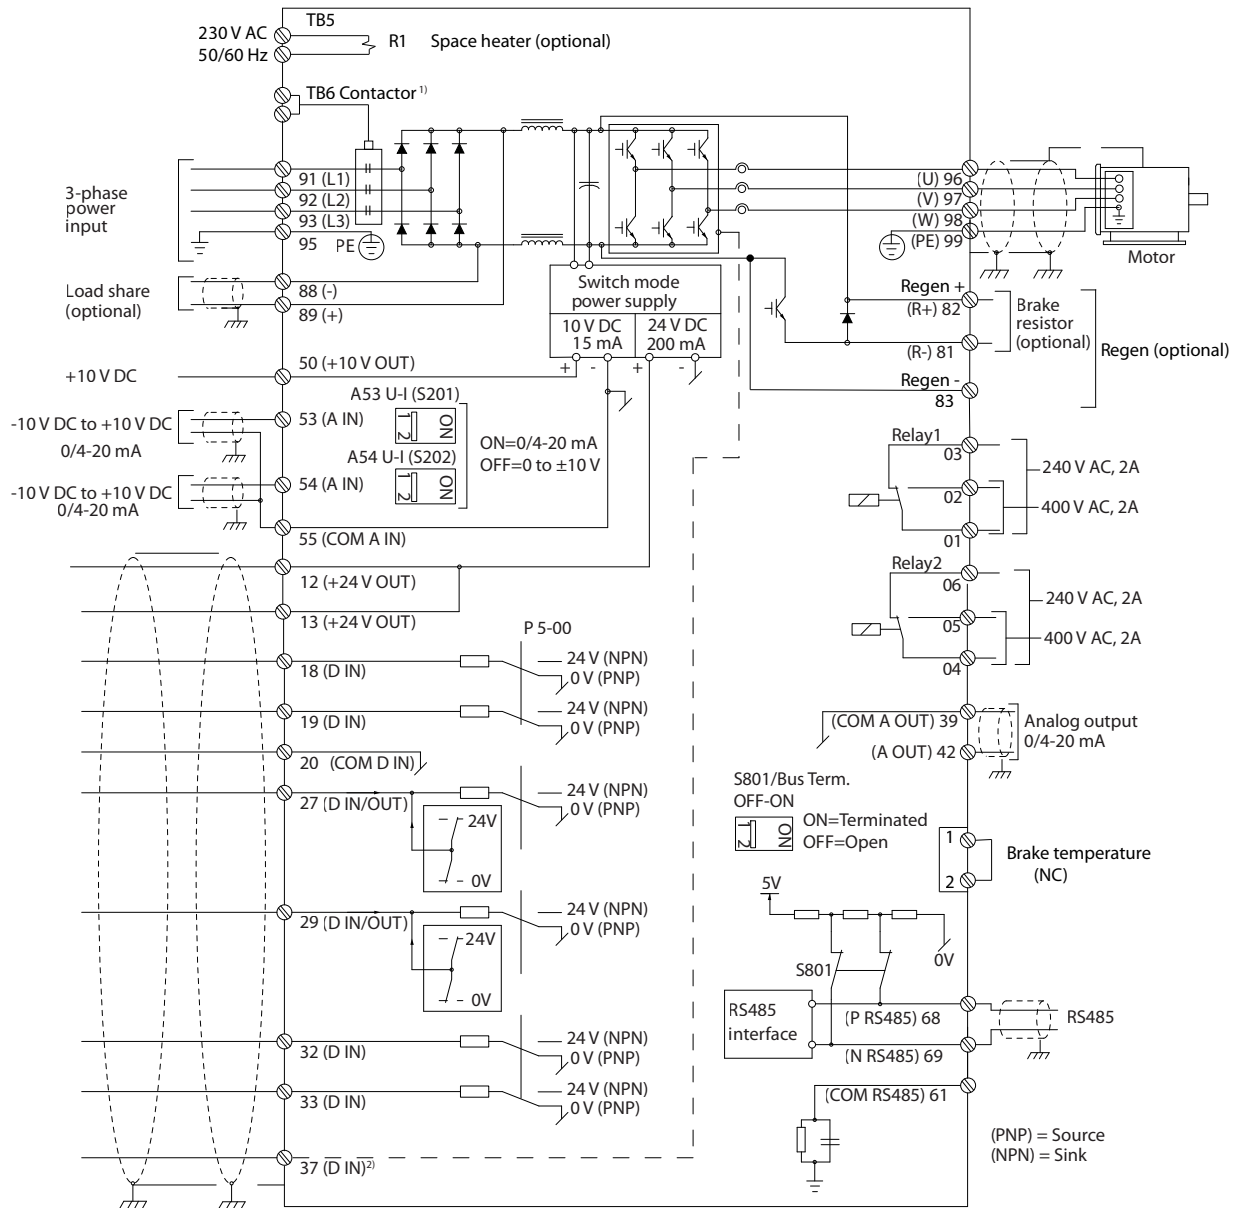 TB5
230 V AC
50/60 Hz
R1
Space heater (optional)
TB6 Contactor 1)
3-phase
power
input
91 (L1)
92 (L2)
93 (L3)
95
PE
(U) 96
(V) 97
(W) 98
(PE) 99
Motor
Load share
(optional)
88 (-)
89 (+)
Switch mode
power supply
10 V DC
15 mA
24 V DC
200 mA
+
-
+
-
Regen +
(R+) 82
Brake
resistor
(optional)
(R-) 81
Regen -
83
Regen (optional)
+10 V DC
50 (+10 V OUT)
A53 U-I (S201)
1 2
ON
-10 V DC to +10 V DC
0/4-20 mA
53 (A IN)
ON=0/4-20 mA
OFF=0 to ±10 V
A54 U-I (S202)
1 2
ON
-10 V DC to +10 V DC
0/4-20 mA
54 (A IN)
55 (COM A IN)
12 (+24 V OUT)
13 (+24 V OUT)
Relay1
03
02
01
240 V AC, 2A
400 V AC, 2A
Relay2
06
05
04
240 V AC, 2A
400 V AC, 2A
P 5-00
18 (D IN)
24 V (NPN)
0 V (PNP)
19 (D IN)
24 V (NPN)
0 V (PNP)
20 (COM D IN)
27 (D IN/OUT)
24 V (NPN)
0 V (PNP)
24V
0V
29 (D IN/OUT)
24 V (NPN)
0 V (PNP)
24V
0V
32 (D IN)
24 V (NPN)
0 V (PNP)
33 (D IN)
24 V (NPN)
0 V (PNP)
37 (D IN) 2)
(COM A OUT) 39
(A OUT) 42
Analog output
0/4-20 mA
S801/Bus Term.
OFF-ON
1 2
ON
ON=Terminated
OFF=Open
1
2
Brake temperature
(NC)
5V
0V
S801
RS485
interface
(P RS485) 68
(N RS485) 69
RS485
(COM RS485) 61
(PNP) = Source
(NPN) = Sink